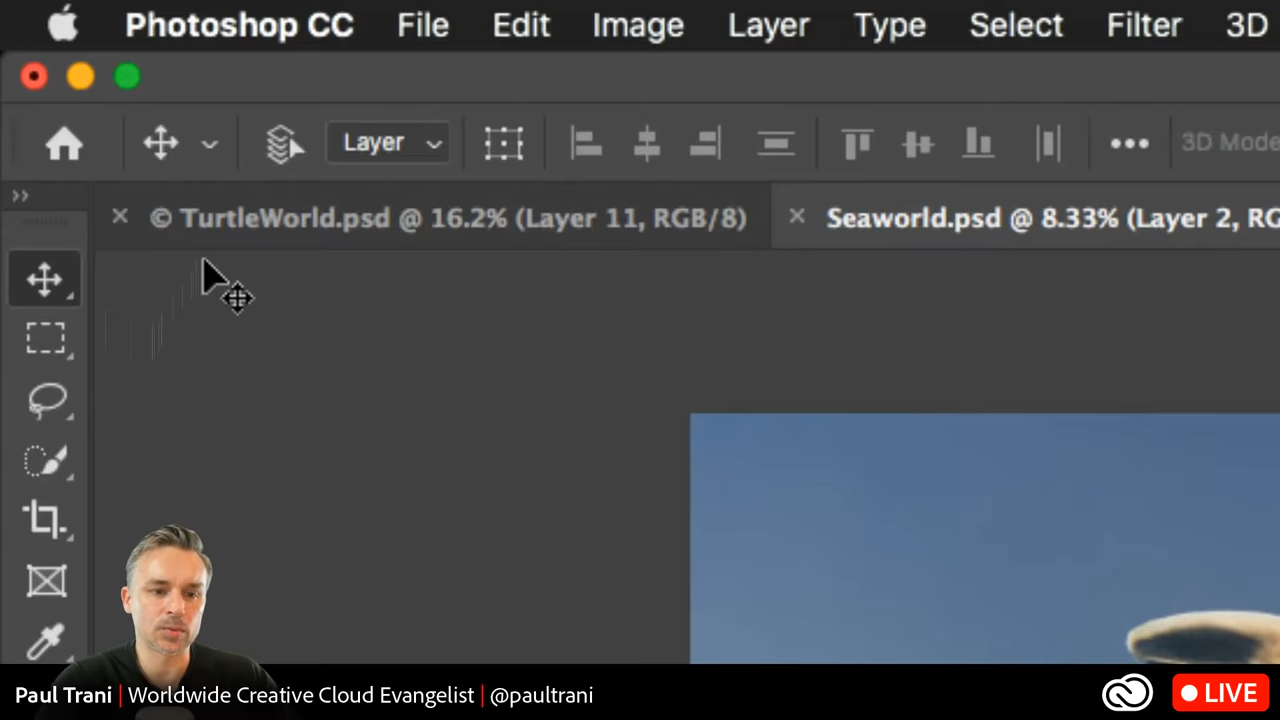 Photoshop CC File Edit Image Layer Type Select Filter 3D
Layer 3D Mode
© TurtleWorld.psd @ 16.2% (Layer 11, RGB/8) Seaworld.psd @ 8.33% (Layer 2, RG
Paul Trani | Worldwide Creative Cloud Evangelist | @paultrani LIVE